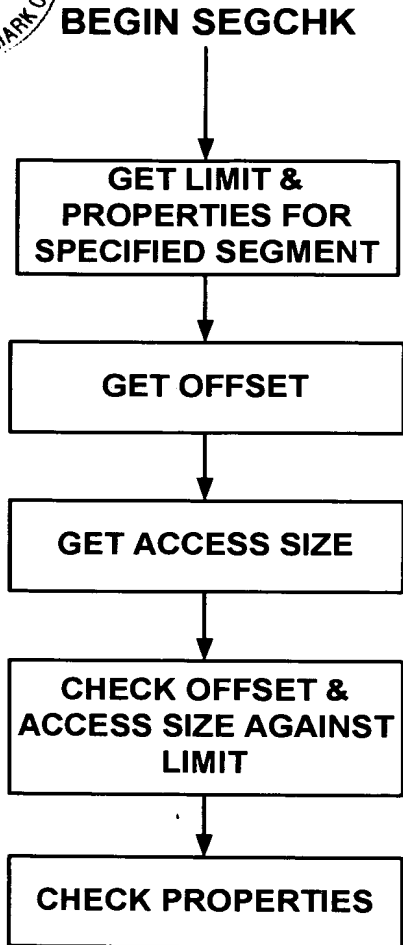 BEGIN SEGCHK
GET LIMIT &
PROPERTIES FOR
SPECIFIED SEGMENT
GET OFFSET
GET ACCESS SIZE
CHECK OFFSET &
ACCESS SIZE AGAINST
LIMIT
CHECK PROPERTIES